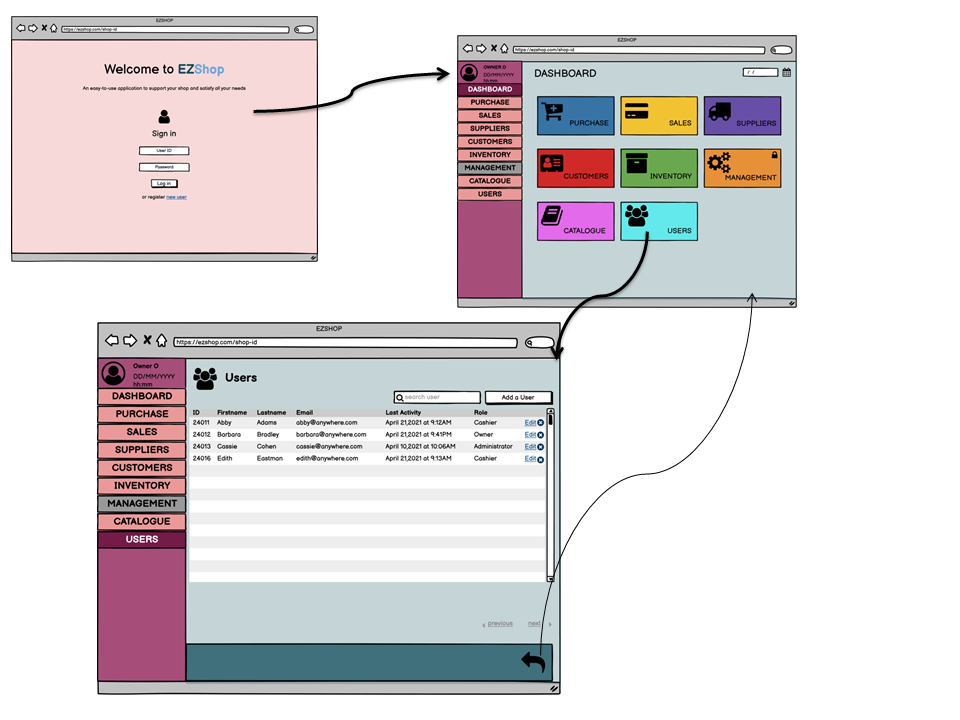 EZSHOP
https://ezshop.com/shop-id
Welcome to EZShop
An easy-to-use application to support your shop and satisfy all your needs
Sign in
User ID
Password
Log in
or register new user
EZSHOP
https://ezshop.com/shop-id
OWNER O
DD/MM/YYYY
hh:mm
DASHBOARD
PURCHASE
SALES
SUPPLIERS
CUSTOMERS
INVENTORY
MANAGEMENT
CATALOGUE
USERS
DASHBOARD
/ /
PURCHASE
SALES
SUPPLIERS
CUSTOMERS
INVENTORY
MANAGEMENT
CATALOGUE
USERS
EZSHOP
https://ezshop.com/shop-id
Owner O
DD/MM/YYYY
hh:mm
DASHBOARD
PURCHASE
SALES
SUPPLIERS
CUSTOMERS
INVENTORY
MANAGEMENT
CATALOGUE
USERS
Users
search user
Add a User
ID Firstname Lastname Email Last Activity Role
24011 Abby Adams abby@anywhere.com April 21,2021 at 9:12AM Cashier Edit
24012 Barbara Bradley barbara@anywhere.com April 21,2021 at 9:41PM Owner Edit
24013 Cassie Cohen cassie@anywhere.com April 10,2021 at 10:06AM Administrator Edit
24016 Edith Eastman edith@anywhere.com April 21,2021 at 9:13AM Cashier Edit
previous next